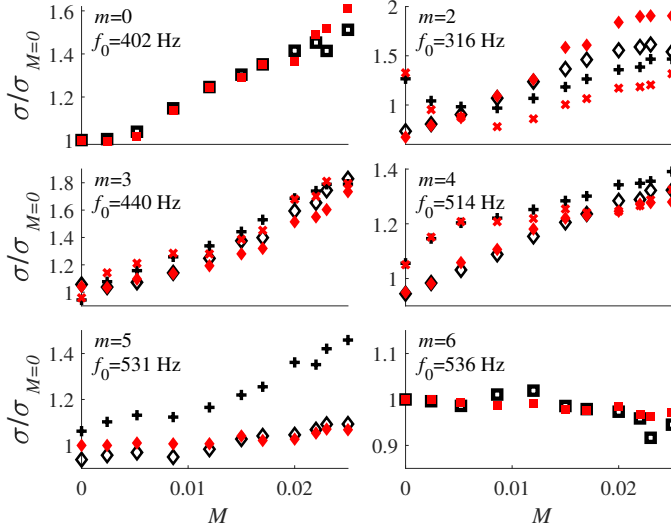 m=0
f0=402 Hz
σ/σM=0
1.6
1.4
1.2
1
m=2
f0=316 Hz
2
1.5
1
m=3
f0=440 Hz
σ/σM=0
1.8
1.6
1.4
1.2
1
m=4
f0=514 Hz
1.4
1.2
1
m=5
f0=531 Hz
σ/σM=0
1.4
1.2
1
0
0.01
0.02
M
m=6
f0=536 Hz
1.1
1
0.9
0
0.01
0.02
M